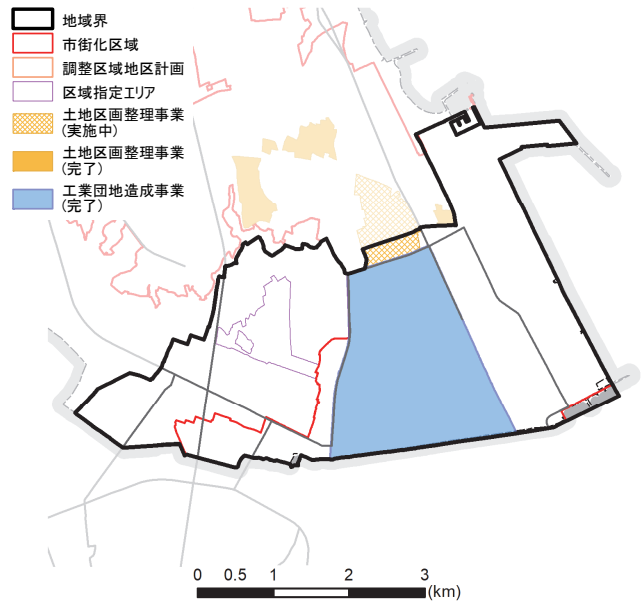 地域界
市街化区域
調整区域地区計画
区域指定エリア
土地区画整理事業
(実施中)
土地区画整理事業
(完了)
工業団地造成事業
(完了)
0 0.5 1 2 3
(km)